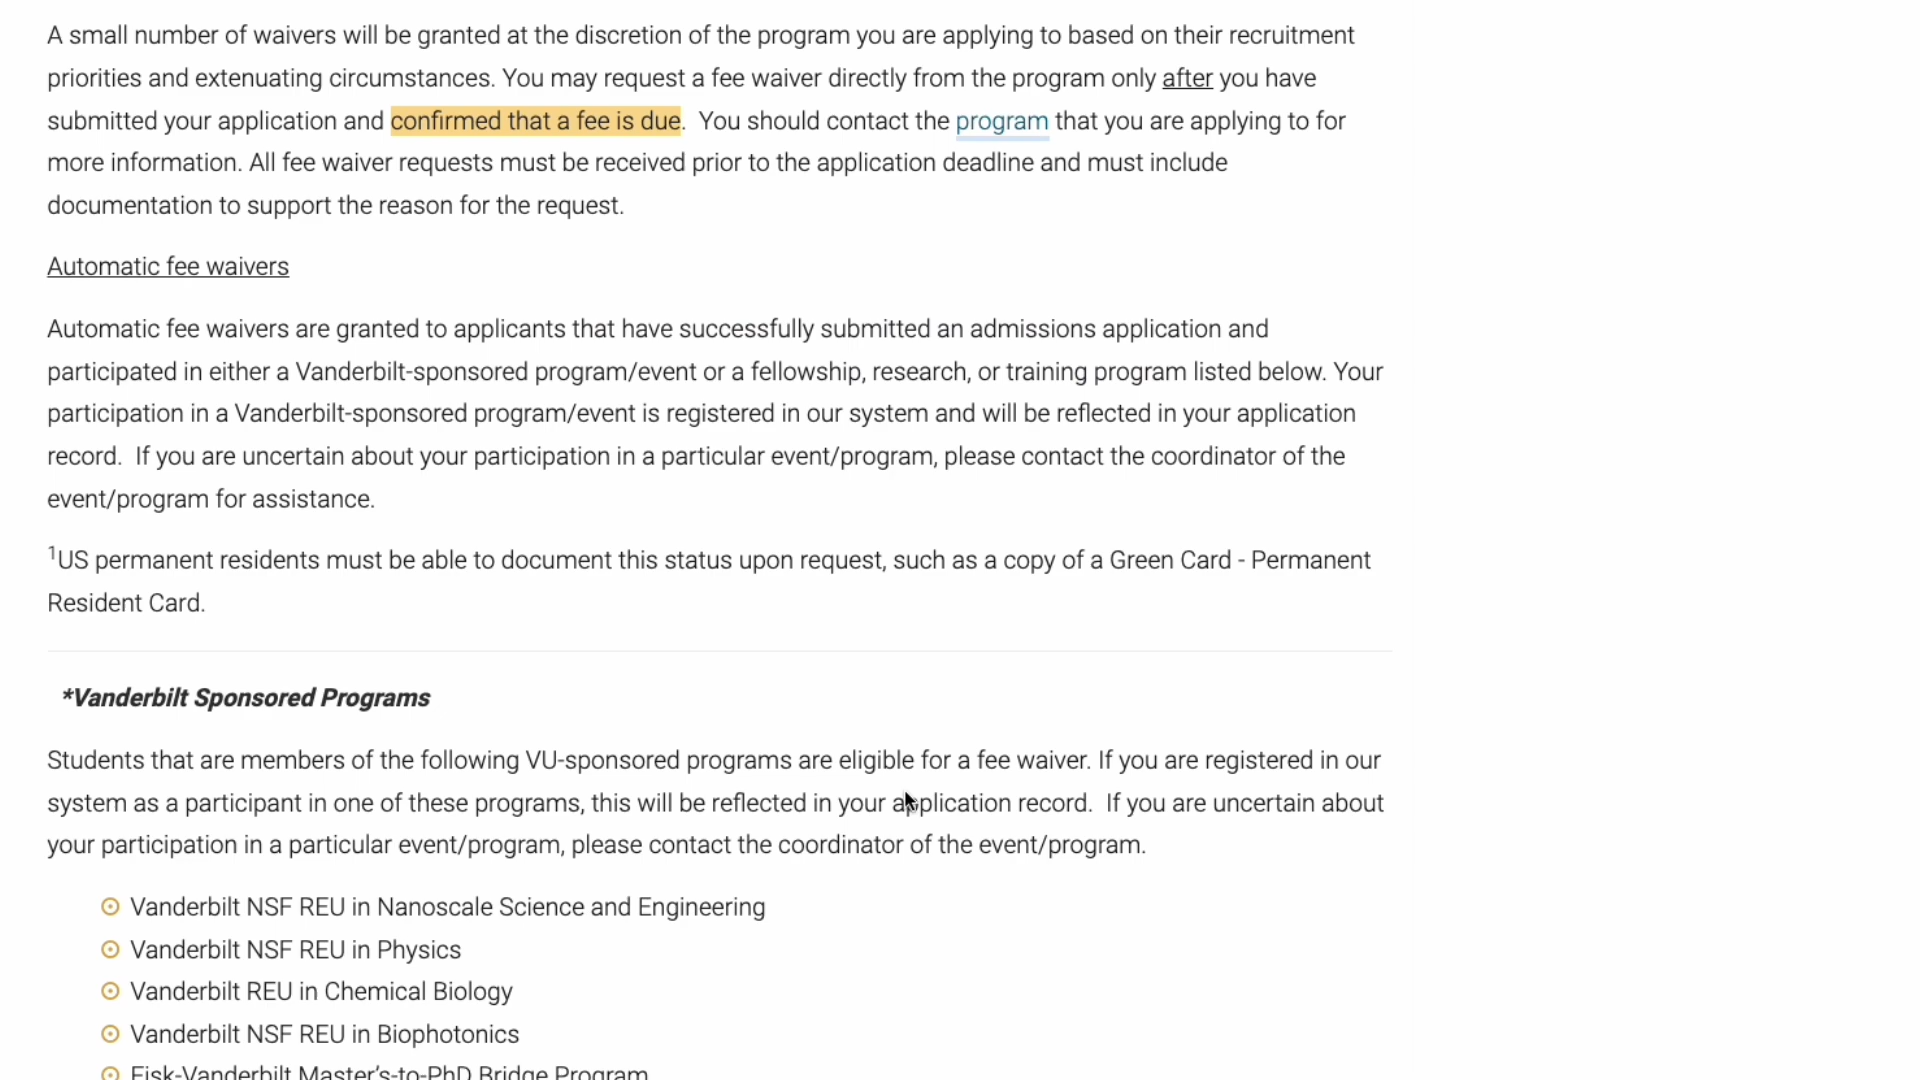 A small number of waivers will be granted at the discretion of the program you are applying to based on their recruitment
priorities and extenuating circumstances. You may request a fee waiver directly from the program only after you have
submitted your application and confirmed that a fee is due.  You should contact the program that you are applying to for
more information. All fee waiver requests must be received prior to the application deadline and must include
documentation to support the reason for the request.
Automatic fee waivers
Automatic fee waivers are granted to applicants that have successfully submitted an admissions application and
participated in either a Vanderbilt-sponsored program/event or a fellowship, research, or training program listed below. Your
participation in a Vanderbilt-sponsored program/event is registered in our system and will be reflected in your application
record.  If you are uncertain about your participation in a particular event/program, please contact the coordinator of the
event/program for assistance.
1US permanent residents must be able to document this status upon request, such as a copy of a Green Card - Permanent
Resident Card.
*Vanderbilt Sponsored Programs
Students that are members of the following VU-sponsored programs are eligible for a fee waiver. If you are registered in our
system as a participant in one of these programs, this will be reflected in your application record.  If you are uncertain about
your participation in a particular event/program, please contact the coordinator of the event/program.
Vanderbilt NSF REU in Nanoscale Science and Engineering
Vanderbilt NSF REU in Physics
Vanderbilt REU in Chemical Biology
Vanderbilt NSF REU in Biophotonics
Fisk-Vanderbilt Master's-to-PhD Bridge Program